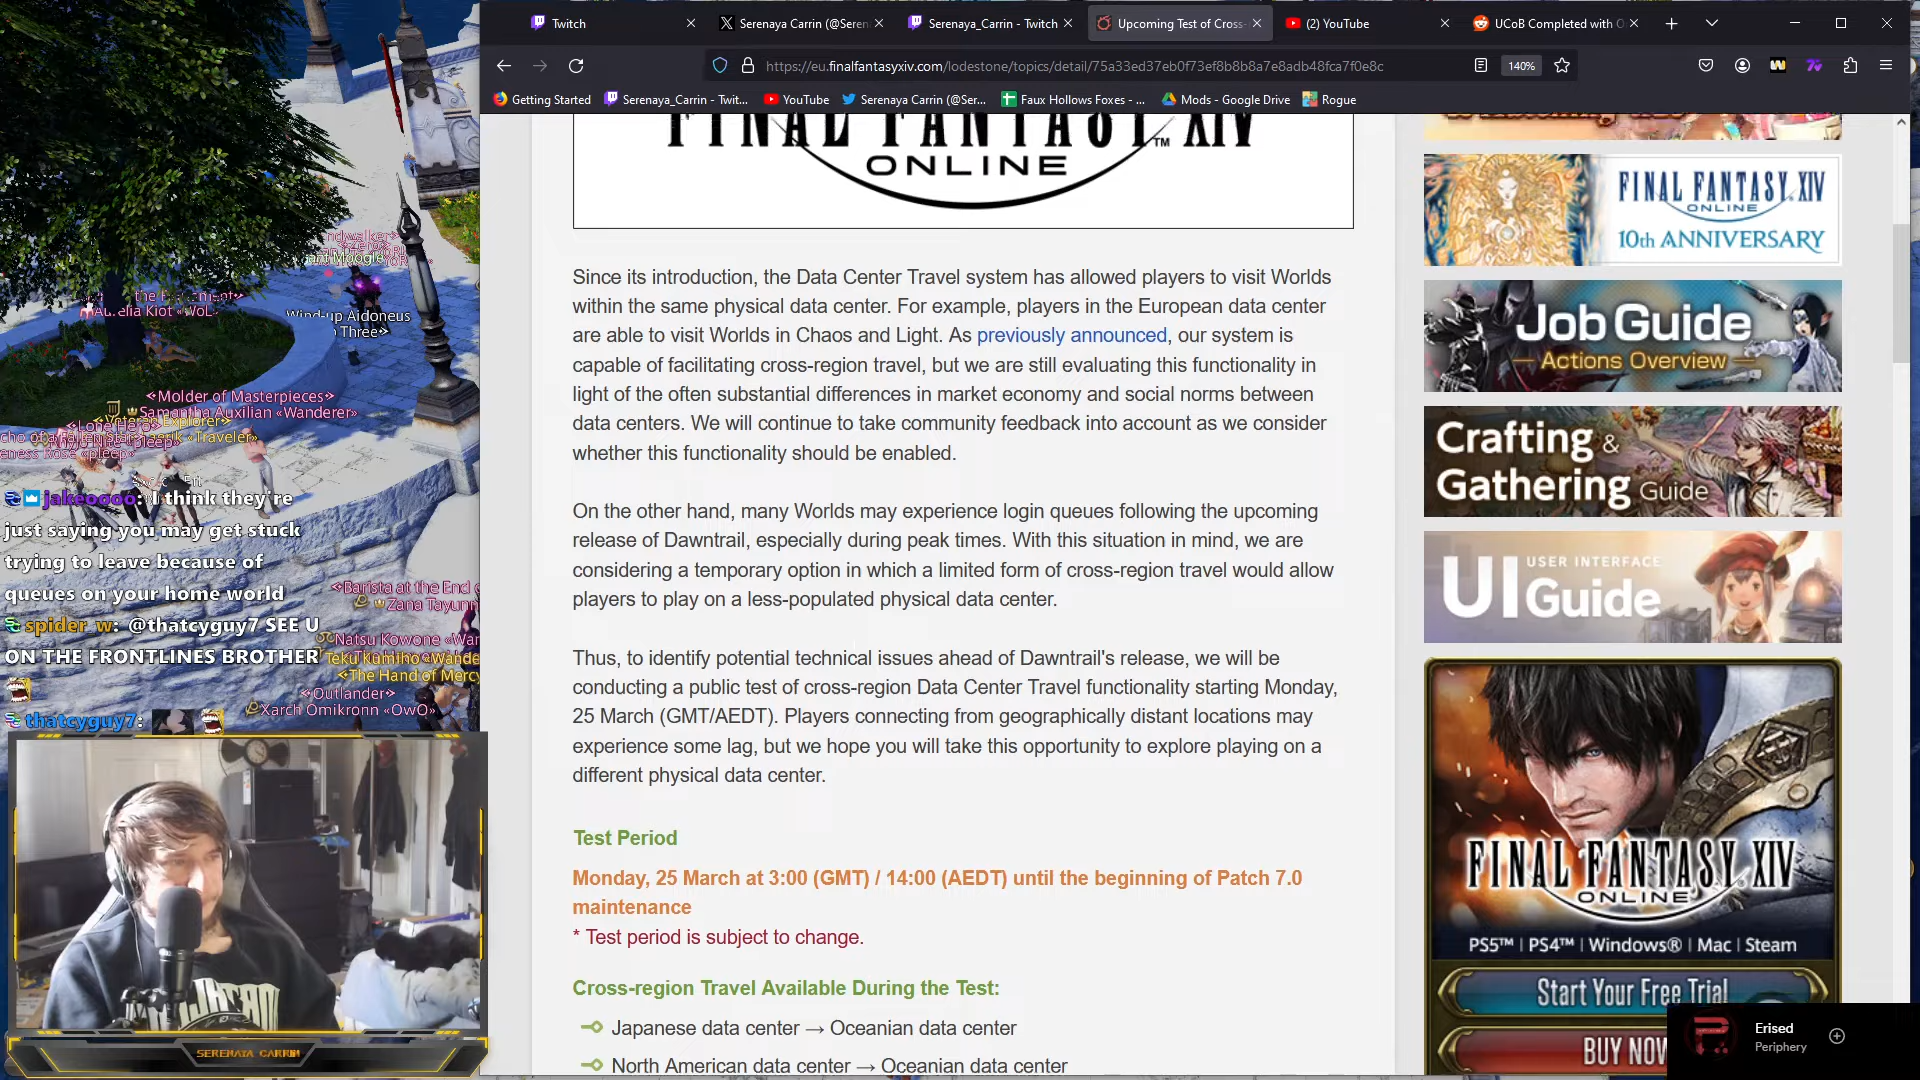 Twitch
Serenaya Carrin (@Seren
Serenaya_Carrin - Twitch
Upcoming Test of Cross-
(2) YouTube
UCoB Completed with O
https://eu.finalfantasyxiv.com/lodestone/topics/detail/75a33ed37eb0f73ef8b8b8a7e8adb48fca7f0e8c
140%
Getting Started
Serenaya_Carrin - Twit...
YouTube
Serenaya Carrin (@Ser...
Faux Hollows Foxes - ...
Mods - Google Drive
Rogue
FINAL FANTASY XIV
ONLINE
Since its introduction, the Data Center Travel system has allowed players to visit Worlds
within the same physical data center. For example, players in the European data center
are able to visit Worlds in Chaos and Light. As previously announced, our system is
capable of facilitating cross-region travel, but we are still evaluating this functionality in
light of the often substantial differences in market economy and social norms between
data centers. We will continue to take community feedback into account as we consider
whether this functionality should be enabled.
On the other hand, many Worlds may experience login queues following the upcoming
release of Dawntrail, especially during peak times. With this situation in mind, we are
considering a temporary option in which a limited form of cross-region travel would allow
players to play on a less-populated physical data center.
Thus, to identify potential technical issues ahead of Dawntrail's release, we will be
conducting a public test of cross-region Data Center Travel functionality starting Monday,
25 March (GMT/AEDT). Players connecting from geographically distant locations may
experience some lag, but we hope you will take this opportunity to explore playing on a
different physical data center.
Test Period
Monday, 25 March at 3:00 (GMT) / 14:00 (AEDT) until the beginning of Patch 7.0
maintenance
* Test period is subject to change.
Cross-region Travel Available During the Test:
Japanese data center → Oceanian data center
North American data center → Oceanian data center
FINAL FANTASY XIV
ONLINE
10th ANNIVERSARY
Job Guide
Actions Overview
Crafting &
Gathering Guide
UI USER INTERFACE
Guide
FINAL FANTASY XIV
ONLINE
PS5™ | PS4™ | Windows® | Mac | Steam
Start Your Free Trial
BUY NOW
Erised
Periphery
Wind-up Aidoneus
Three
«Molder of Masterpieces»
Samantha Auxilian «Wanderer»
jakeoooo: I think they're
just saying you may get stuck
trying to leave because of
queues on your home world
spider_w: @thatcyguy7 SEE U
ON THE FRONTLINES BROTHER
thatcyguy7:
«Barista at the End
Zana Tayunn
Natsu Kowone
Teku Kumiho «Wande
«The Hand of Mercy
«Outlander»
Xarch Omikronn «OwO»
SERENAYA CARRIN